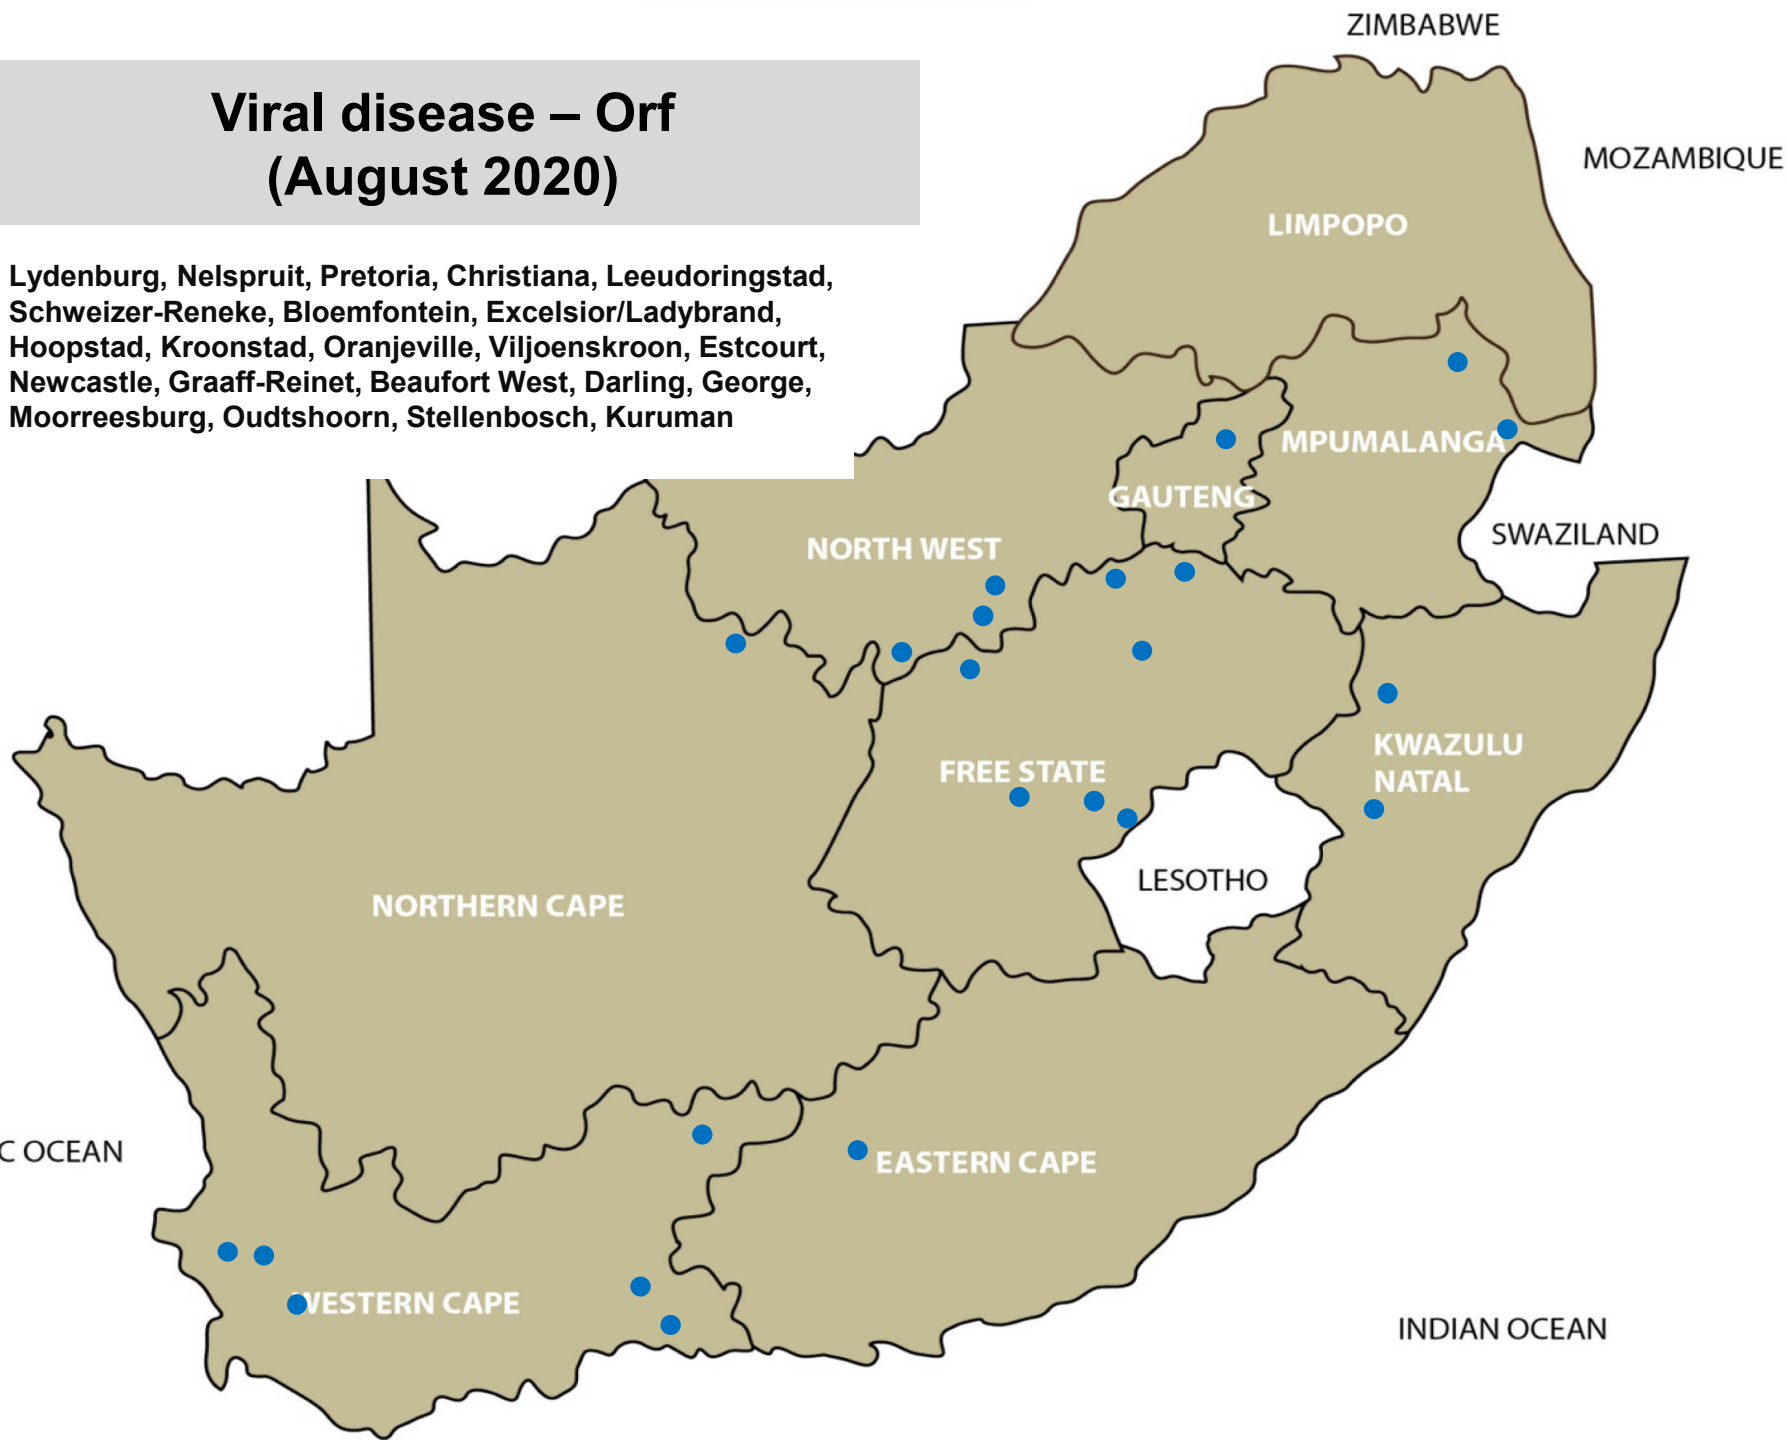 ZIMBABWE
Viral disease – Orf
(August 2020)
MOZAMBIQUE
LIMPOPO
Lydenburg, Nelspruit, Pretoria, Christiana, Leeudoringstad,
Schweizer-Reneke, Bloemfontein, Excelsior/Ladybrand,
Hoopstad, Kroonstad, Oranjeville, Viljoenskroon, Estcourt,
Newcastle, Graaff-Reinet, Beaufort West, Darling, George,
Moorreesburg, Oudtshoorn, Stellenbosch, Kuruman
MPUMALANGA
GAUTENG
SWAZILAND
NORTH WEST
KWAZULU
NATAL
FREE STATE
LESOTHO
NORTHERN CAPE
C OCEAN
EASTERN CAPE
WESTERN CAPE
INDIAN OCEAN